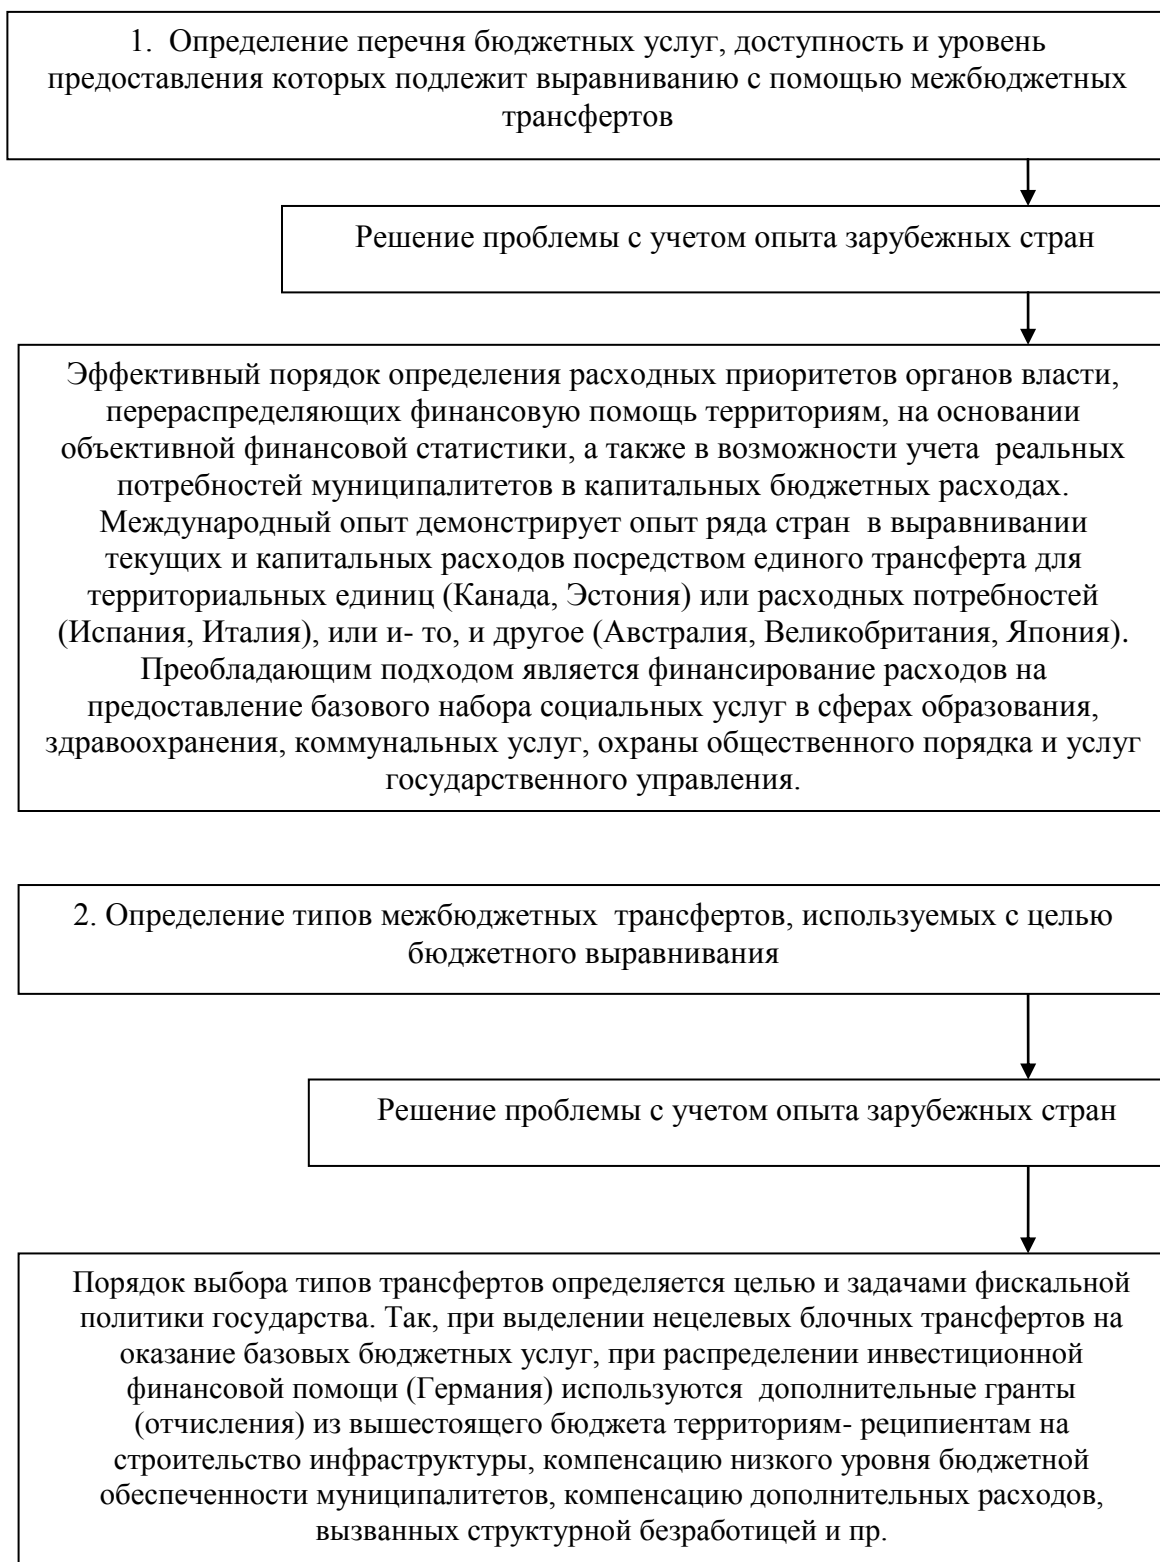 1. Определение перечня бюджетных услуг, доступность и уровень
предоставления которых подлежит выравниванию с помощью межбюджетных
трансфертов
Решение проблемы с учетом опыта зарубежных стран
Эффективный порядок определения расходных приоритетов органов власти,
перераспределяющих финансовую помощь территориям, на основании
объективной финансовой статистики, а также в возможности учета реальных
потребностей муниципалитетов в капитальных бюджетных расходах.
Международный опыт демонстрирует опыт ряда стран в выравнивании
текущих и капитальных расходов посредством единого трансферта для
территориальных единиц (Канада, Эстония) или расходных потребностей
(Испания, Италия), или и- то, и другое (Австралия, Великобритания, Япония).
Преобладающим подходом является финансирование расходов на
предоставление базового набора социальных услуг в сферах образования,
здравоохранения, коммунальных услуг, охраны общественного порядка и услуг
государственного управления.
2. Определение типов межбюджетных трансфертов, используемых с целью
бюджетного выравнивания
Решение проблемы с учетом опыта зарубежных стран
Порядок выбора типов трансфертов определяется целью и задачами фискальной
политики государства. Так, при выделении нецелевых блочных трансфертов на
оказание базовых бюджетных услуг, при распределении инвестиционной
финансовой помощи (Германия) используются дополнительные гранты
(отчисления) из вышестоящего бюджета территориям- реципиентам на
строительство инфраструктуры, компенсацию низкого уровня бюджетной
обеспеченности муниципалитетов, компенсацию дополнительных расходов,
вызванных структурной безработицей и пр.